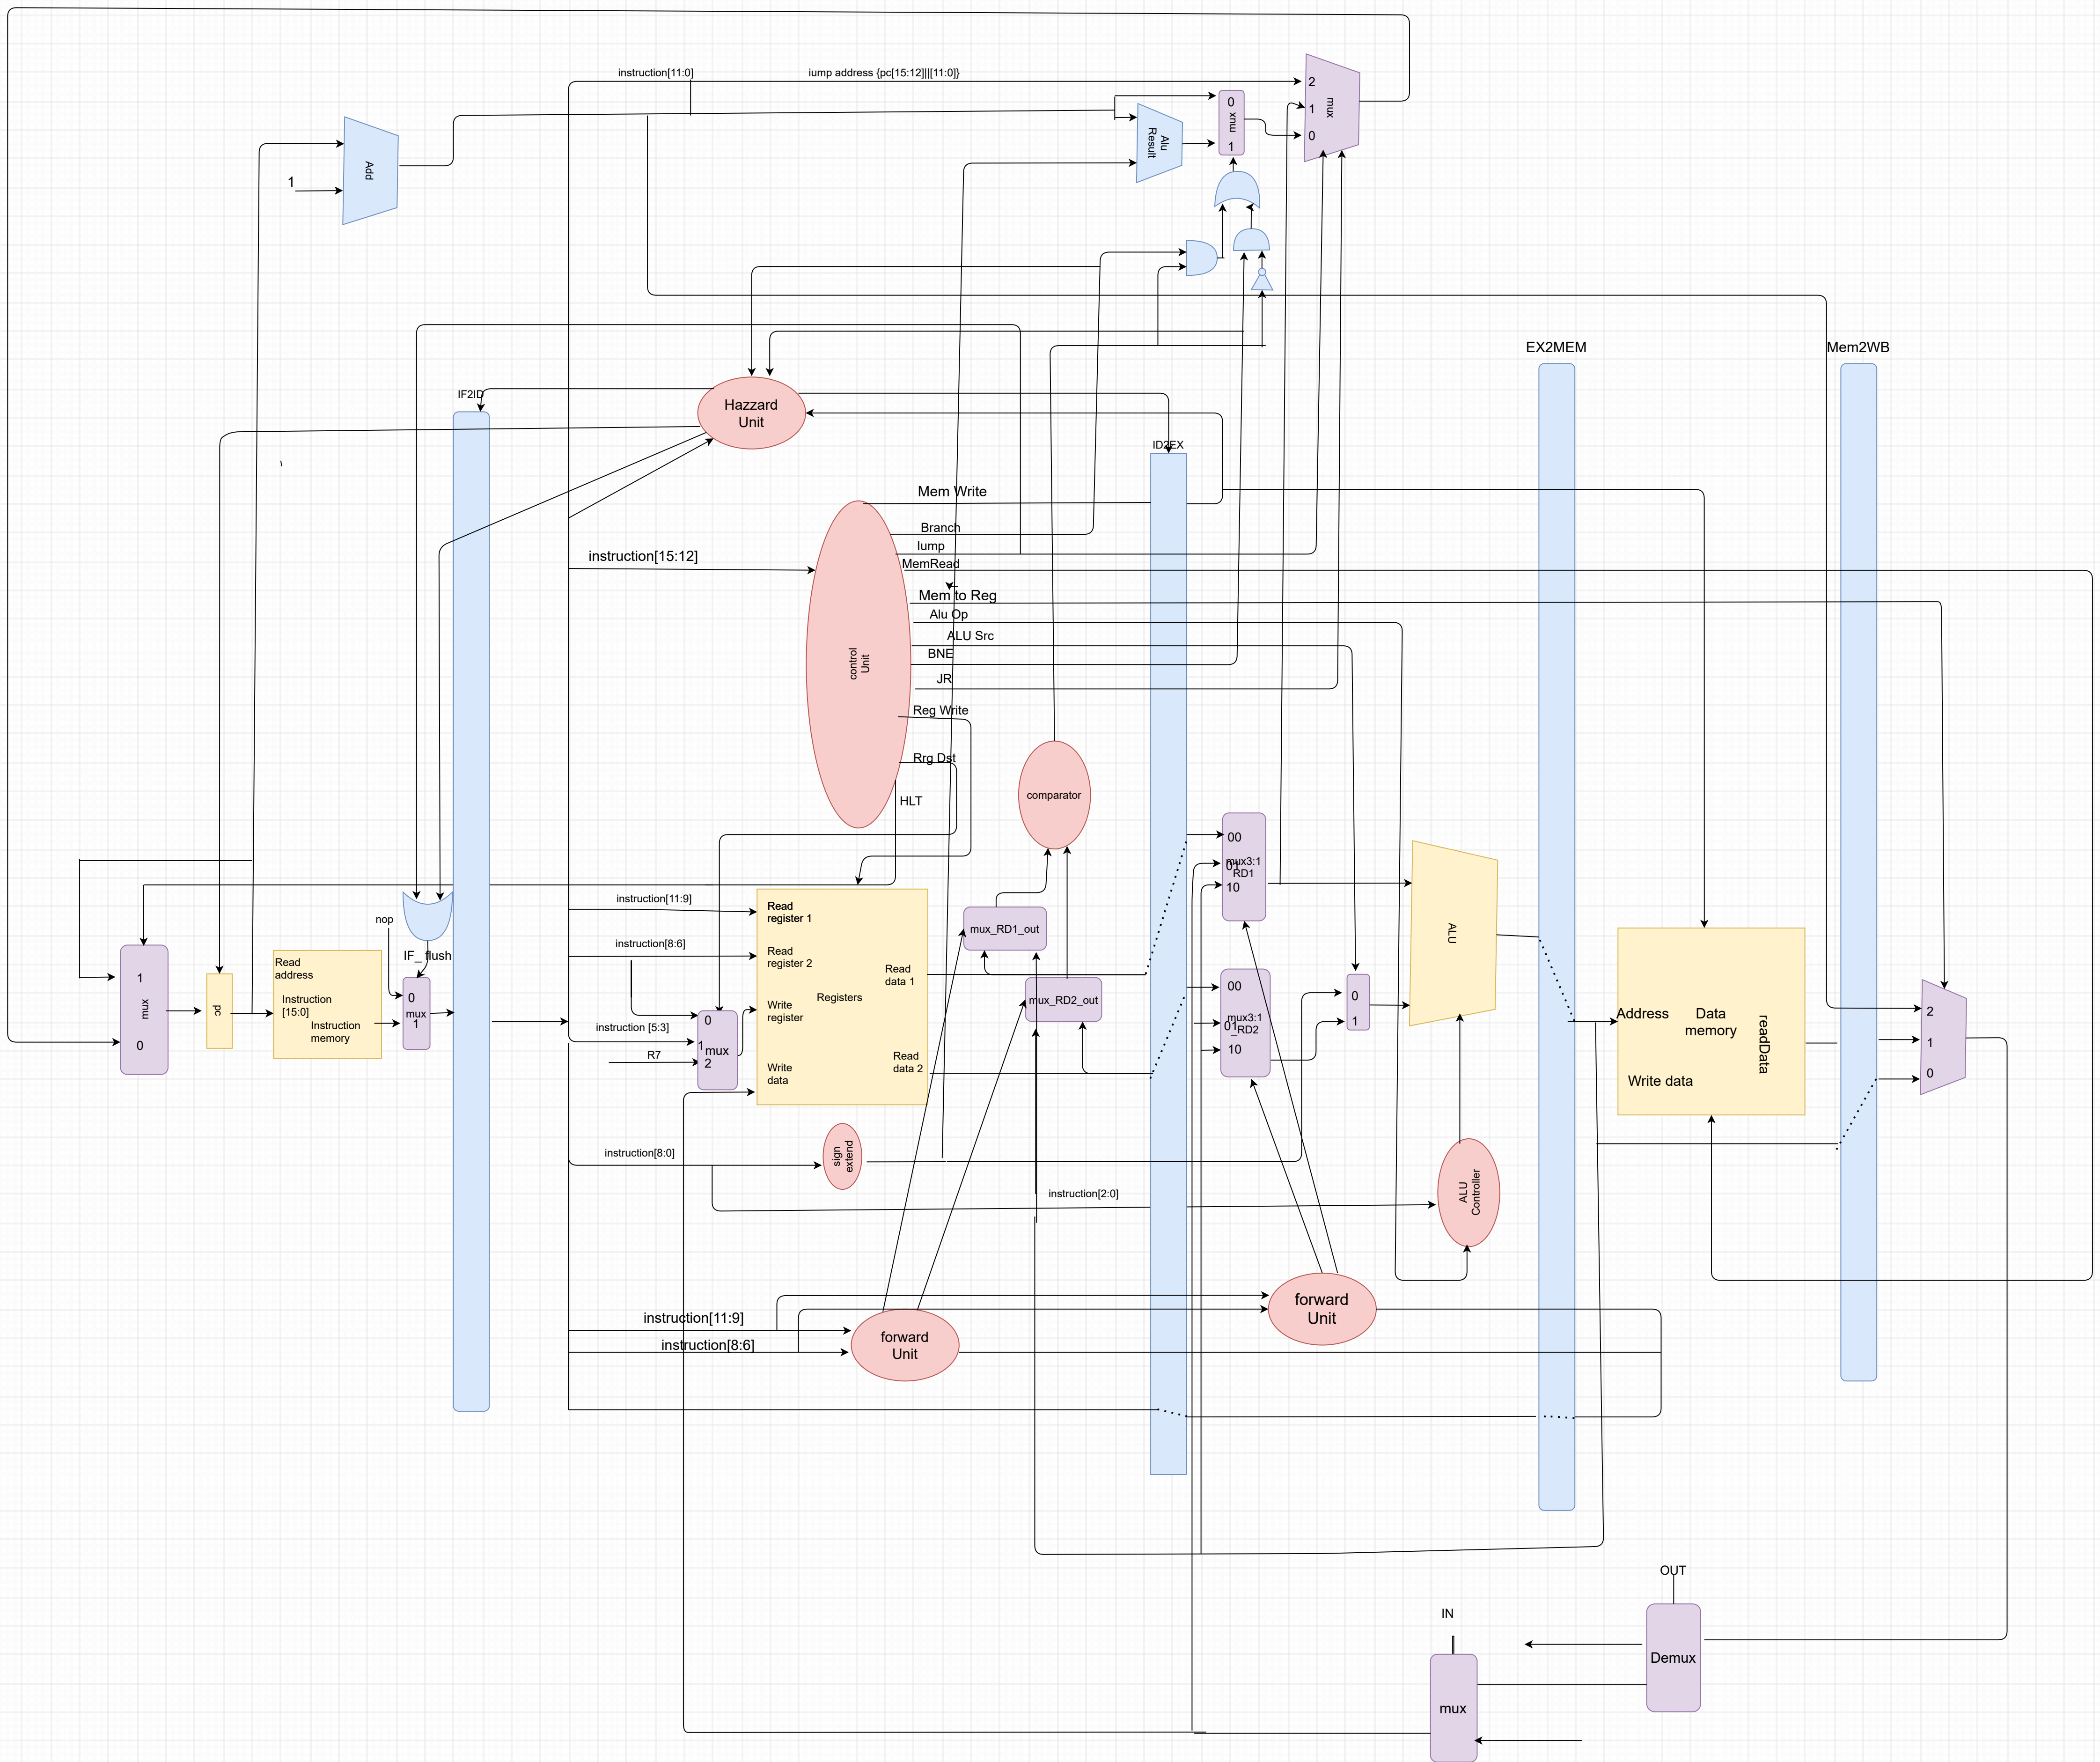 instruction[11:0]
iump address {pc[15:12]||[11:0]}
2
1
0
mux
0
mux
1
Alu
Result
Add
1
EX2MEM
Mem2WB
IF2ID
Hazzard
Unit
ID2EX
\
Mem Write
Branch
Iump
instruction[15:12]
MemRead
Mem to Reg
Alu Op
ALU Src
BNE
JR
control
Unit
Reg Write
Rrg Dst
HLT
comparator
00
01
mux3:1
_RD1
10
instruction[11:9]
Read
register 1
nop
mux_RD1_out
ALU
instruction[8:6]
Read
register 2
IF_ flush
Read
data 1
1
mux
0
pc
Read
address
Instruction
[15:0]
Instruction
memory
0
mux
1
Registers
Write
register
mux_RD2_out
00
01
mux3:1
_RD2
10
0
1
Address
Data
memory
readData
Write data
2
1
0
0
instruction [5:3]
1
mux
2
R7
Read
data 2
Write
data
instruction[8:0]
sign
extend
instruction[2:0]
ALU
Controller
forward
Unit
instruction[11:9]
instruction[8:6]
forward
Unit
OUT
IN
Demux
mux